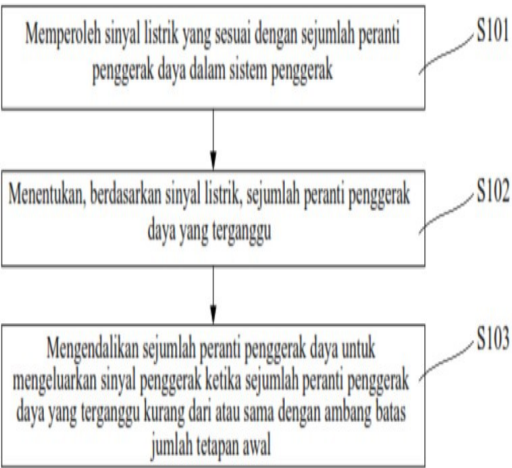 Memperoleh sinyal listrik yang sesuai dengan sejumlah peranti
penggerak daya dalam sistem penggerak
S101
Menentukan, berdasarkan sinyal listrik, sejumlah peranti penggerak
daya yang terganggu
S102
Mengendalikan sejumlah peranti penggerak daya untuk
mengeluarkan sinyal penggerak ketika sejumlah peranti penggerak
daya yang terganggu kurang dari atau sama dengan ambang batas
jumlah tetapan awal
S103